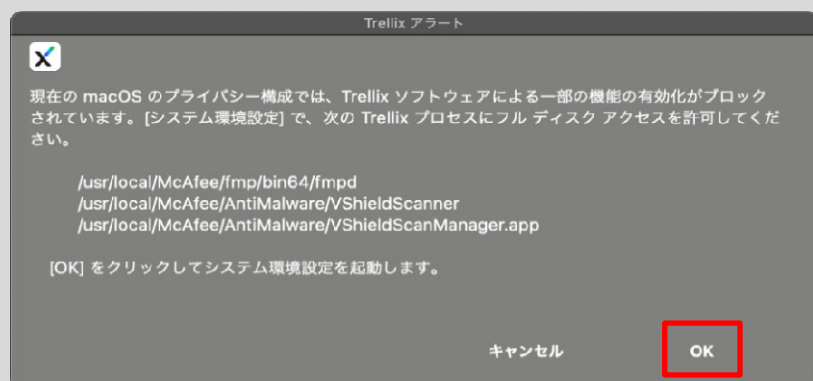 Trellix アラート
現在の macOS のプライバシー構成では、Trellix ソフトウェアによる一部の機能の有効化がブロック
されています。[システム環境設定] で、次の Trellix プロセスにフル ディスク アクセスを許可してくだ
さい。
/usr/local/McAfee/fmp/bin64/fmpd
/usr/local/McAfee/AntiMalware/VShieldScanner
/usr/local/McAfee/AntiMalware/VShieldScanManager.app
[OK] をクリックしてシステム環境設定を起動します。
キャンセル OK